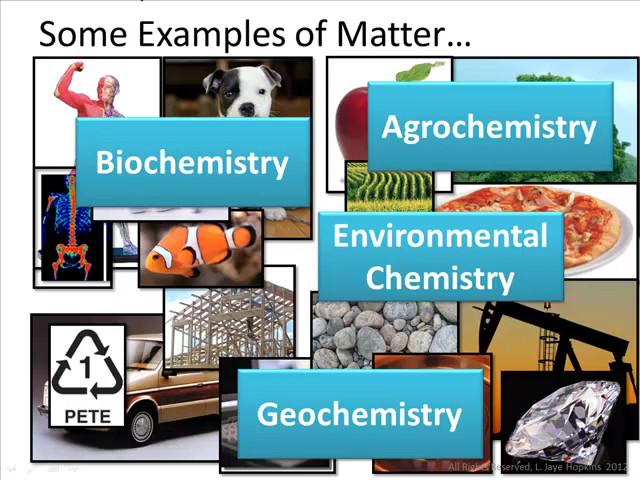 Some Examples of Matter…
Agrochemistry
Biochemistry
Environmental
Chemistry
1
PETE
Geochemistry
All Rights Reserved, L. Jaye Hopkins 2012